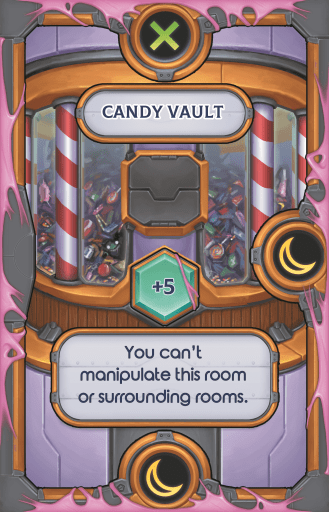 CANDY VAULT
+5
You can't
manipulate this room
or surrounding rooms.